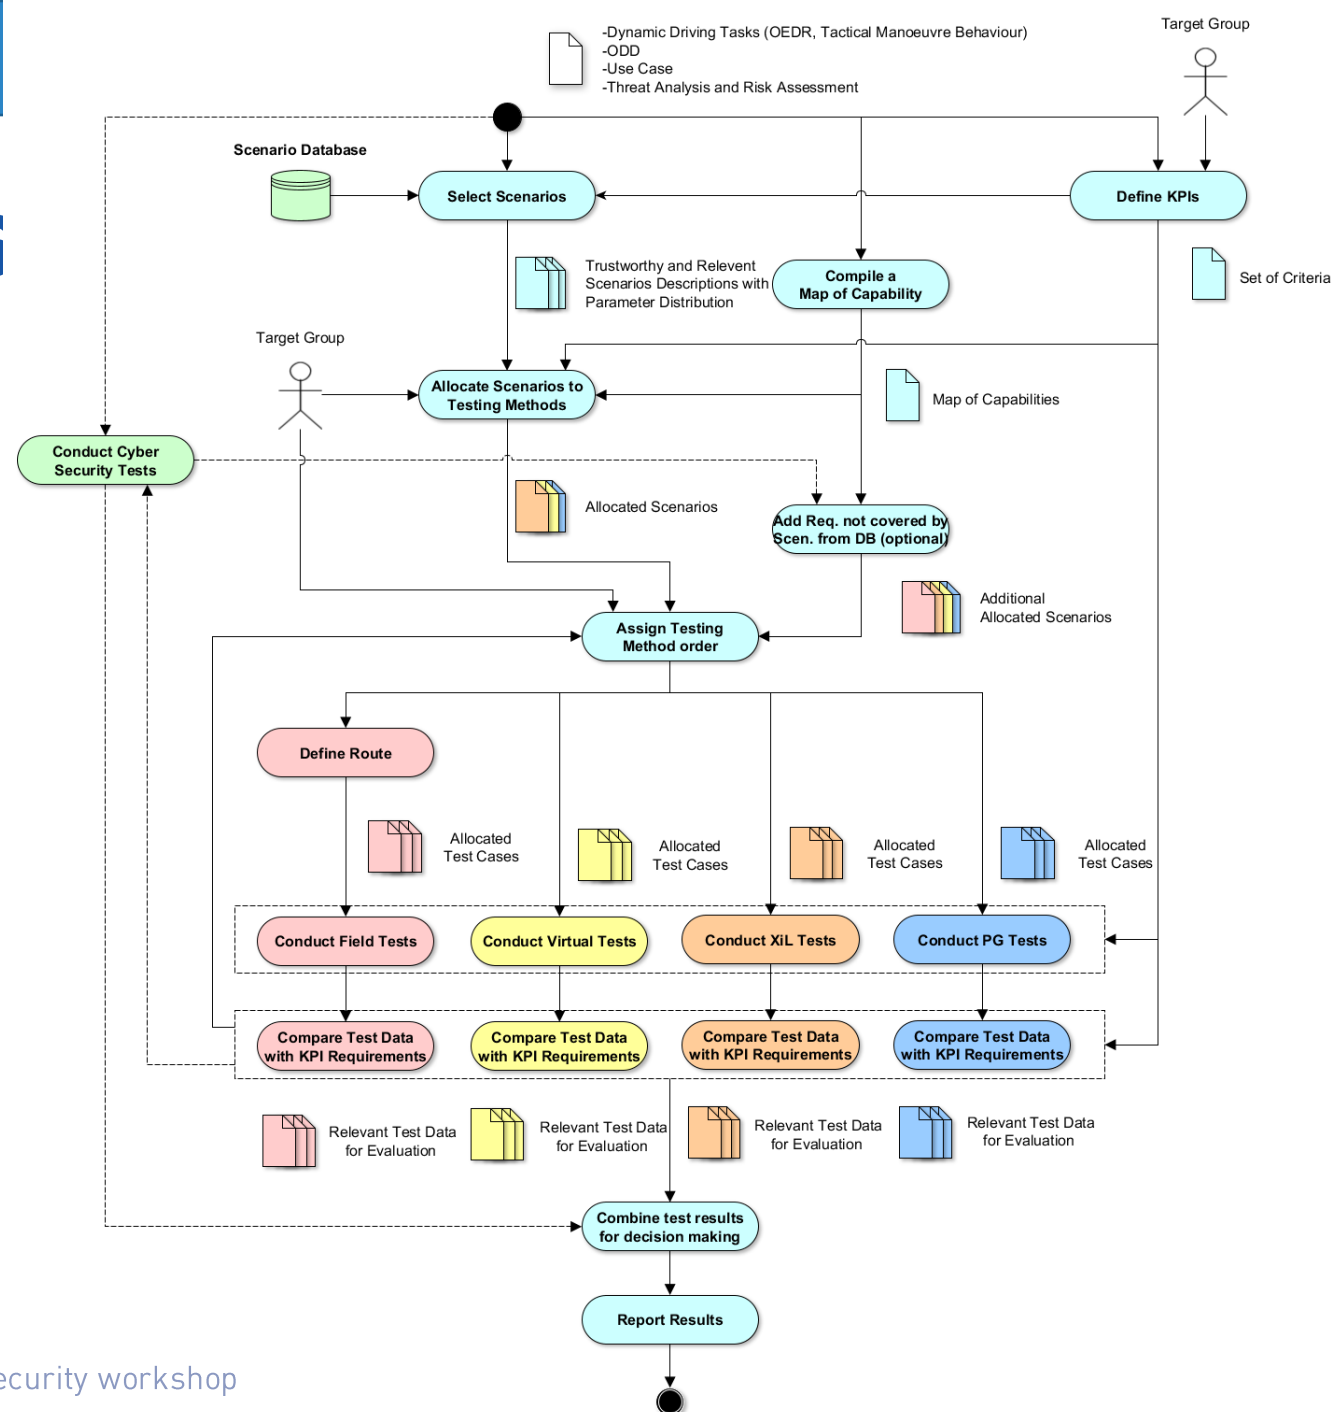 Target Group
-Dynamic Driving Tasks (OEDR, Tactical Manoeuvre Behaviour)
-ODD
-Use Case
-Threat Analysis and Risk Assessment
Scenario Database
Select Scenarios
Define KPIs
Trustworthy and Relevent
Scenarios Descriptions with
Parameter Distribution
Compile a
Map of Capability
Set of Criteria
Target Group
Allocate Scenarios to
Testing Methods
Map of Capabilities
Conduct Cyber
Security Tests
Allocated Scenarios
Add Req. not covered by
Scen. from DB (optional)
Additional
Allocated Scenarios
Assign Testing
Method order
Define Route
Allocated
Test Cases
Allocated
Test Cases
Allocated
Test Cases
Allocated
Test Cases
Conduct Field Tests
Conduct Virtual Tests
Conduct XiL Tests
Conduct PG Tests
Compare Test Data
with KPI Requirements
Compare Test Data
with KPI Requirements
Compare Test Data
with KPI Requirements
Compare Test Data
with KPI Requirements
Relevant Test Data
for Evaluation
Relevant Test Data
for Evaluation
Relevant Test Data
for Evaluation
Relevant Test Data
for Evaluation
Combine test results
for decision making
Report Results
ecurity workshop